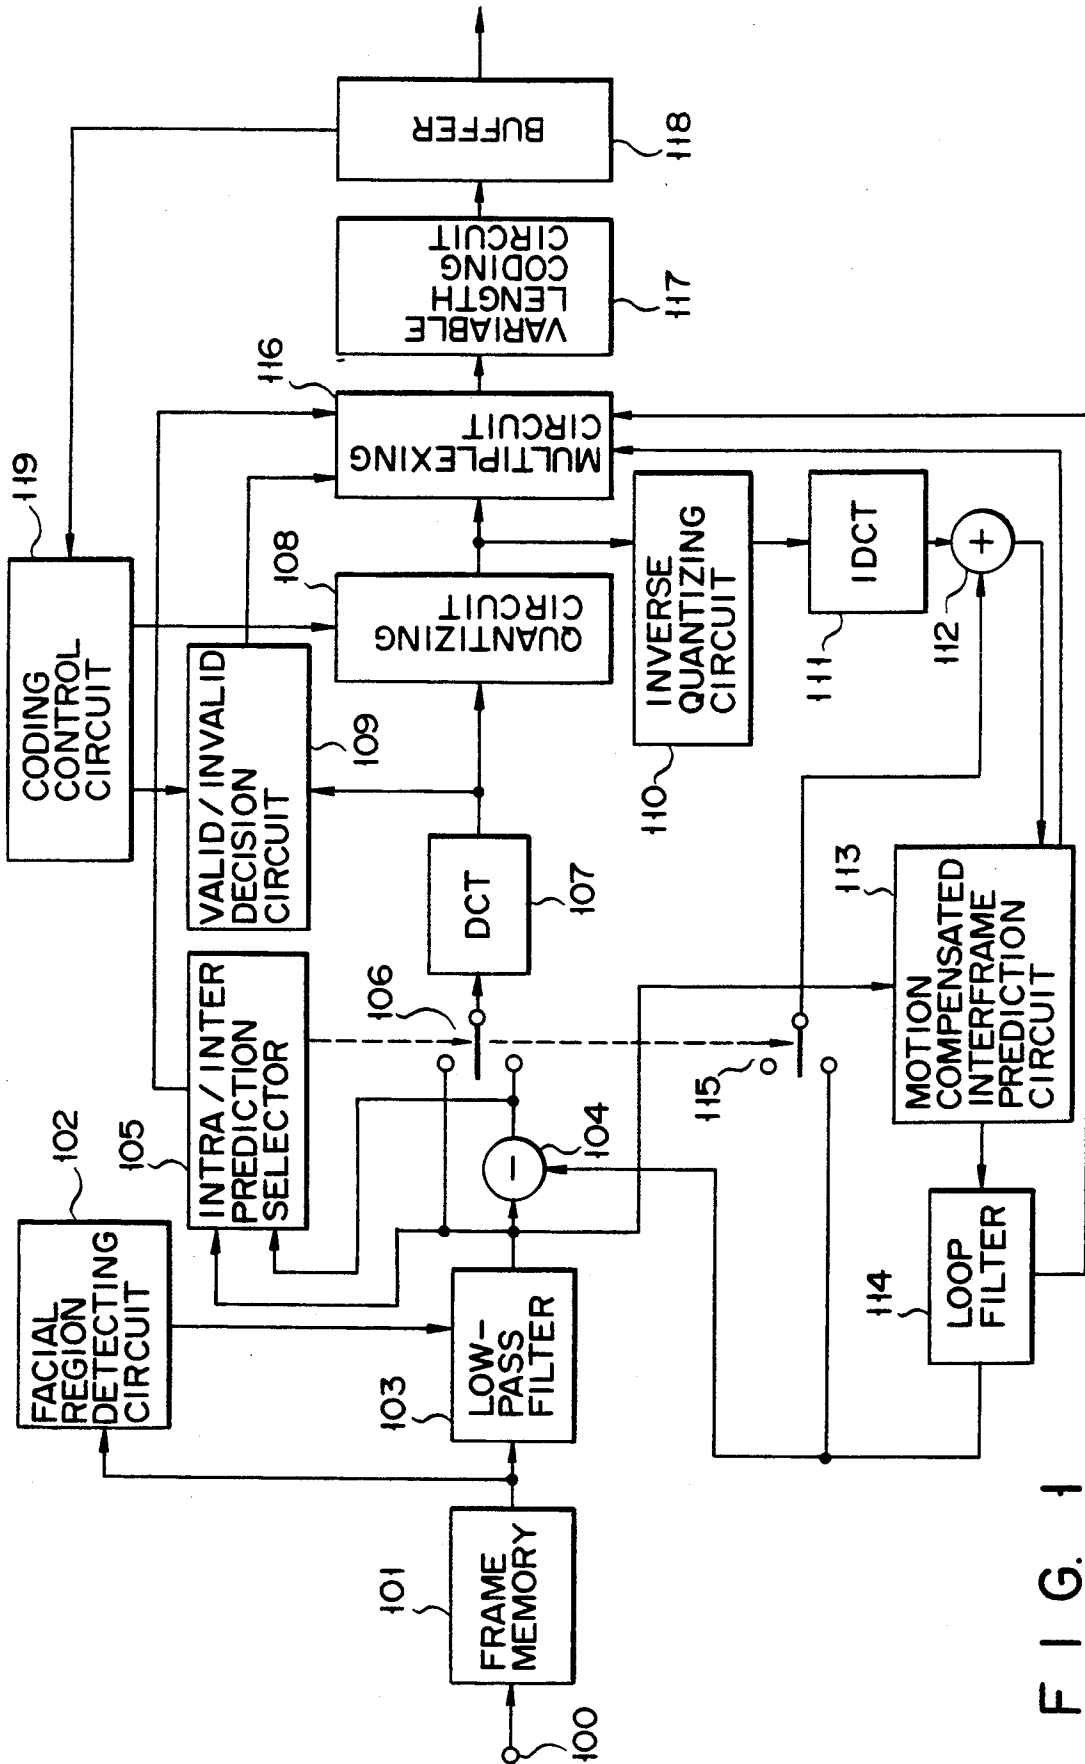 100
101
FRAME
MEMORY
102
FACIAL
REGION
DETECTING
CIRCUIT
103
LOW-
PASS
FILTER
104
105
INTRA/INTER
PREDICTION
SELECTOR
106
DCT
107
119
CODING
CONTROL
CIRCUIT
VALID/INVALID
DECISION
CIRCUIT
109
108
QUANTIZING
CIRCUIT
116
MULTIPLEXING
CIRCUIT
VARIABLE
LENGTH
CODING
CIRCUIT
117
BUFFER
118
INVERSE
QUANTIZING
CIRCUIT
110
IDCT
111
+
112
113
MOTION
COMPENSATED
INTERFRAME
PREDICTION
CIRCUIT
LOOP
FILTER
114
115
FIG. 1